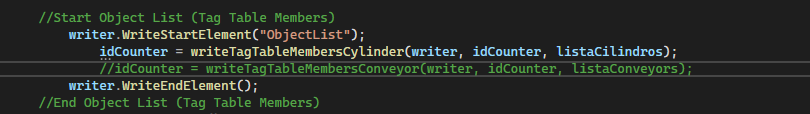 //Start Object List (Tag Table Members)
writer.WriteStartElement("ObjectList");
idCounter = writeTagTableMembersCylinder(writer, idCounter, listaCilindros);
//idCounter = writeTagTableMembersConveyor(writer, idCounter, listaConveyors);
writer.WriteEndElement();
//End Object List (Tag Table Members)